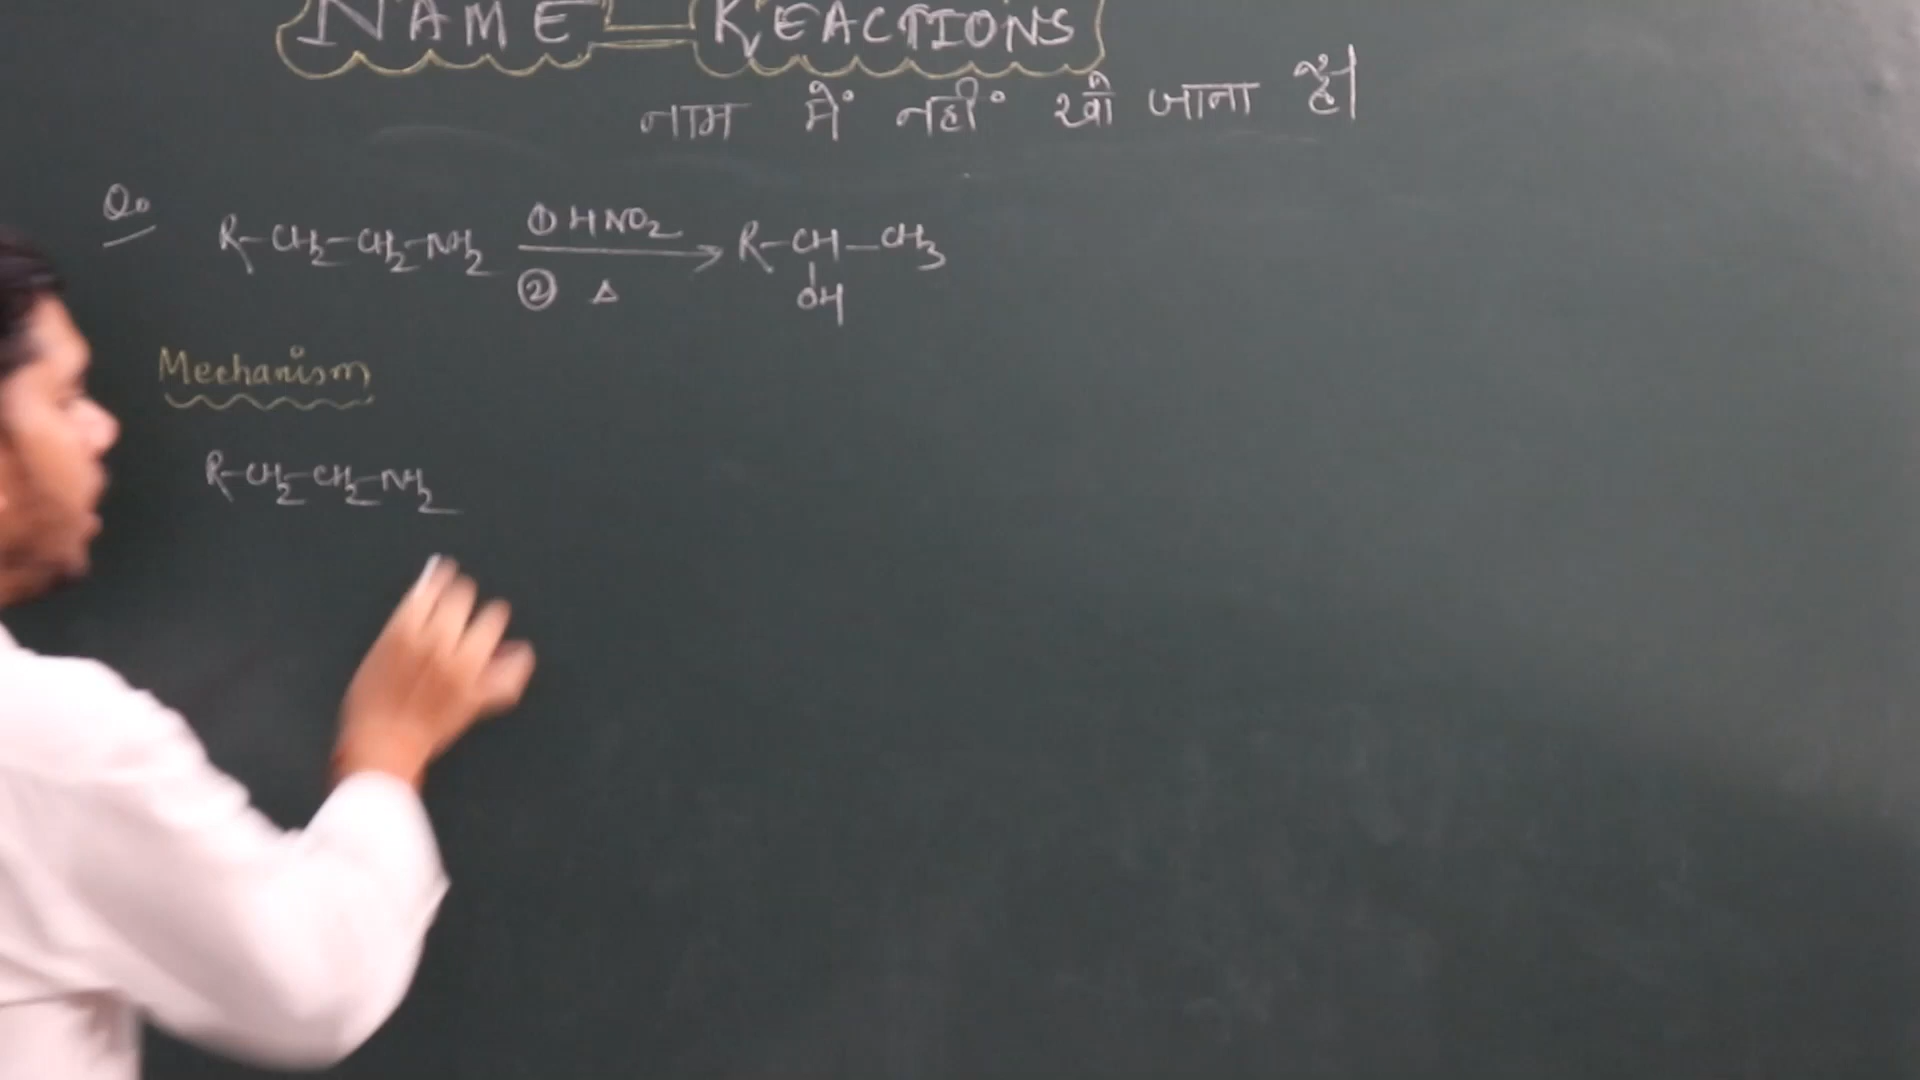 NAME REACTIONS
नाम में नहीं खो जाना है।
Q. R-CH₂-CH₂-NH₂ ① HNO₂ → R-CH-CH₃
② Δ OH
Mechanism
R-CH₂-CH₂-NH₂